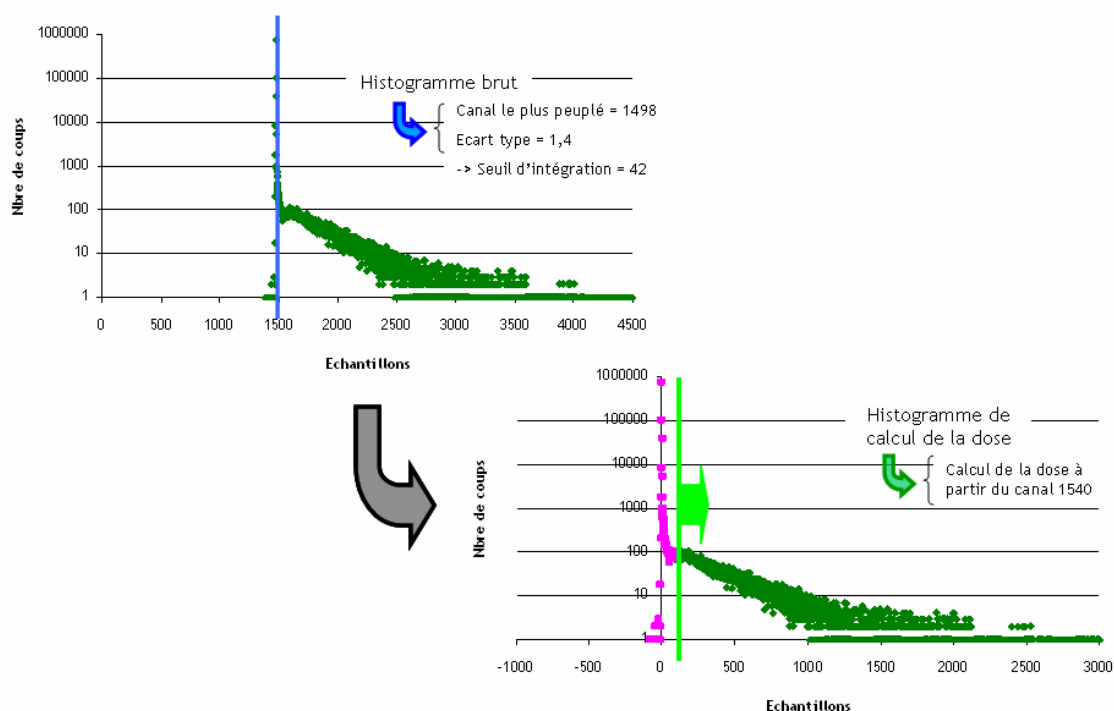 1000000
100000
10000
1000
100
10
1
Nbre de coups
Histogramme brut
Canal le plus peuplé = 1498
Ecart type = 1,4
-> Seuil d'intégration = 42
0 500 1000 1500 2000 2500 3000 3500 4000 4500
Echantillons
1000000
100000
10000
1000
100
10
1
Nbre de coups
Histogramme de
calcul de la dose
Calcul de la dose à
partir du canal 1540
-1000 -500 0 500 1000 1500 2000 2500 3000
Echantillons